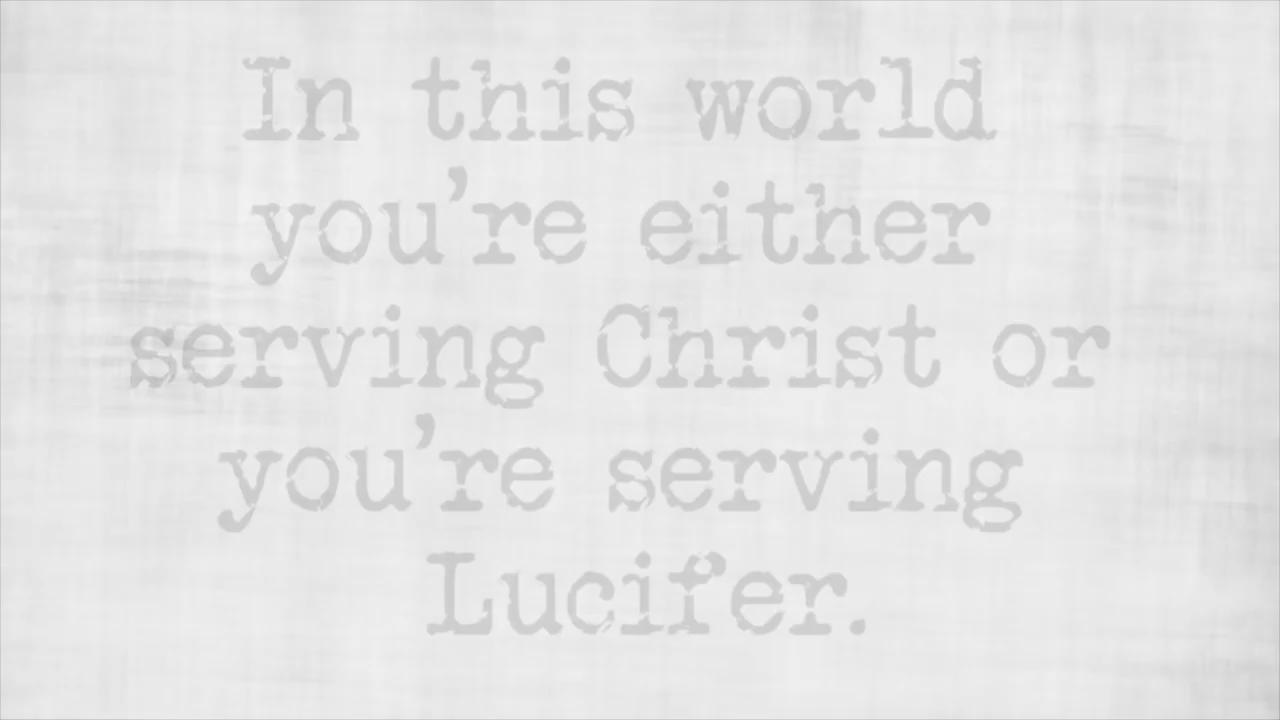 In this world
you’re either
serving Christ or
you’re serving
Lucifer.